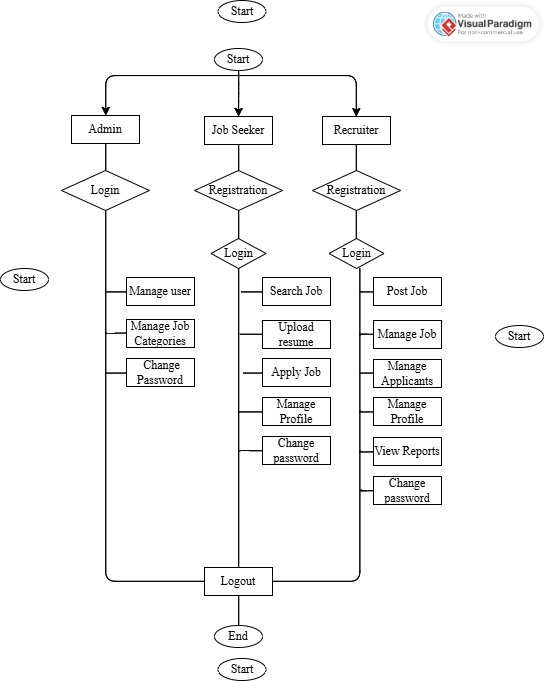 Start
Made with
Visual Paradigm
For non-commercial use
Start
Admin
Job Seeker
Recruiter
Login
Registration
Registration
Login
Login
Start
Manage user
Search Job
Post Job
Manage Job
Categories
Upload
resume
Manage Job
Start
Change
Password
Apply Job
Manage
Applicants
Manage
Profile
Manage
Profile
Change
password
View Reports
Change
password
Logout
End
Start